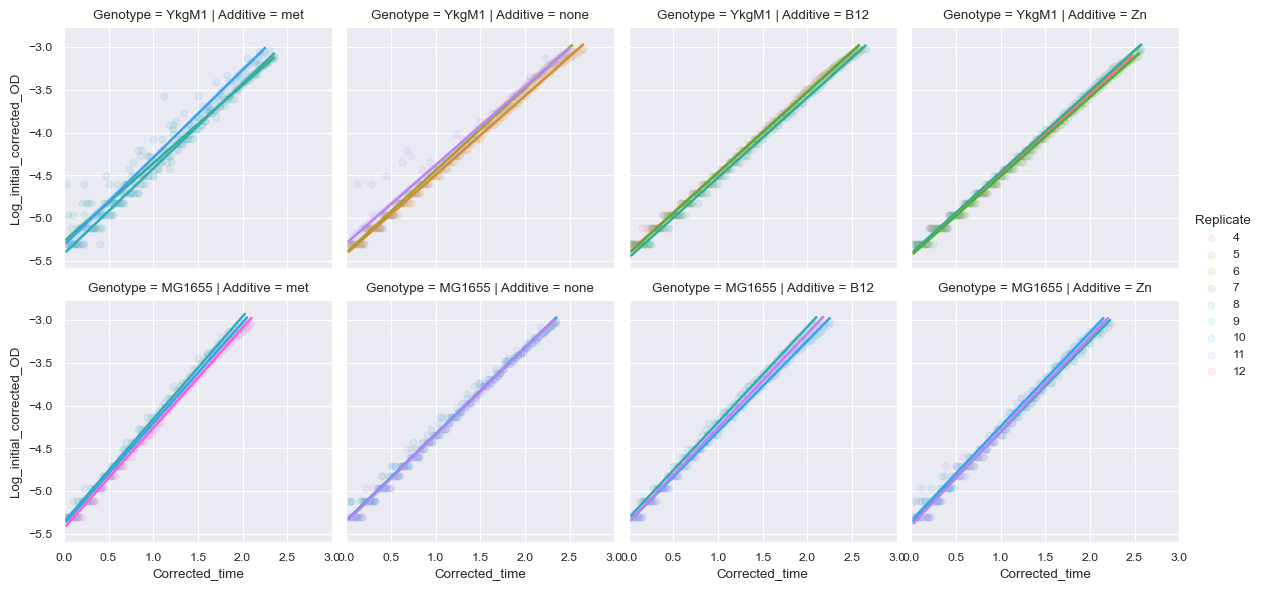 Genotype = YkgM1 | Additive = met
Genotype = YkgM1 | Additive = none
Genotype = YkgM1 | Additive = B12
Genotype = YkgM1 | Additive = Zn
Log_initial_corrected_OD
−3.0
−3.5
−4.0
−4.5
−5.0
−5.5
Genotype = MG1655 | Additive = met
Genotype = MG1655 | Additive = none
Genotype = MG1655 | Additive = B12
Genotype = MG1655 | Additive = Zn
Log_initial_corrected_OD
−3.0
−3.5
−4.0
−4.5
−5.0
−5.5
0.0 0.5 1.0 1.5 2.0 2.5 3.0
0.0 0.5 1.0 1.5 2.0 2.5 3.0
0.0 0.5 1.0 1.5 2.0 2.5 3.0
0.0 0.5 1.0 1.5 2.0 2.5 3.0
Corrected_time
Corrected_time
Corrected_time
Corrected_time
Replicate
4
5
6
7
8
9
10
11
12